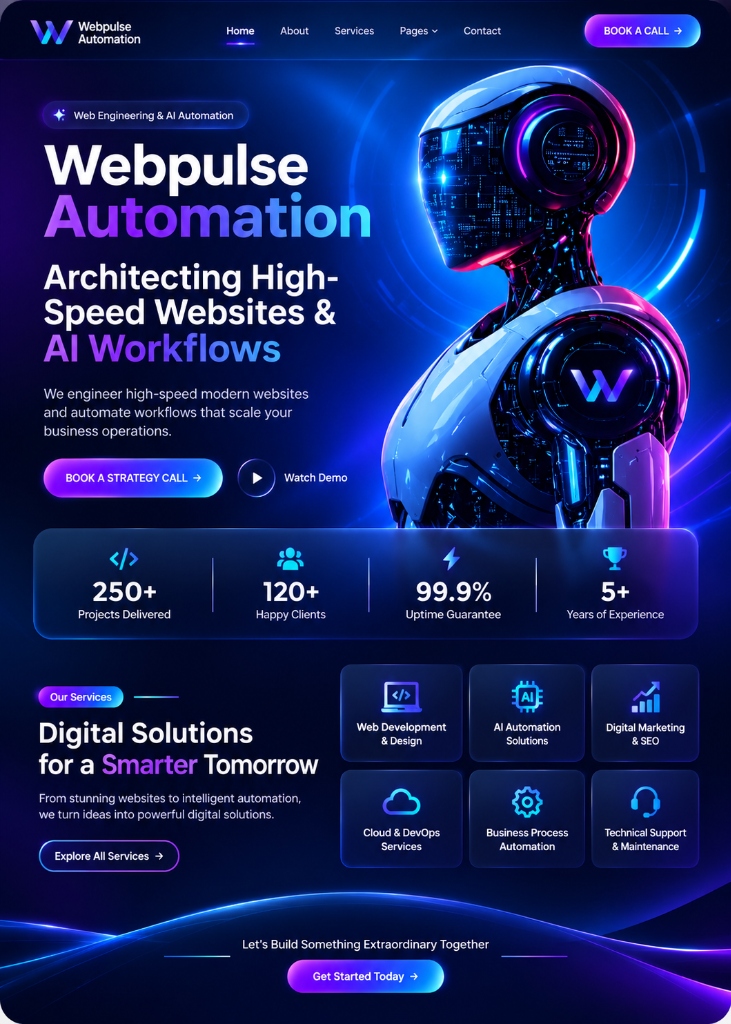 Webpulse
Automation
Home
About
Services
Pages
Contact
BOOK A CALL →
Web Engineering & AI Automation
Webpulse
Automation
Architecting High-
Speed Websites &
AI Workflows
We engineer high-speed modern websites
and automate workflows that scale your
business operations.
BOOK A STRATEGY CALL →
Watch Demo
W
</>
250+
Projects Delivered
120+
Happy Clients
99.9%
Uptime Guarantee
5+
Years of Experience
Our Services
Digital Solutions
for a Smarter Tomorrow
From stunning websites to intelligent automation,
we turn ideas into powerful digital solutions.
Explore All Services →
</>
Web Development
& Design
AI
AI Automation
Solutions
Digital Marketing
& SEO
Cloud & DevOps
Services
Business Process
Automation
Technical Support
& Maintenance
Let's Build Something Extraordinary Together
Get Started Today →